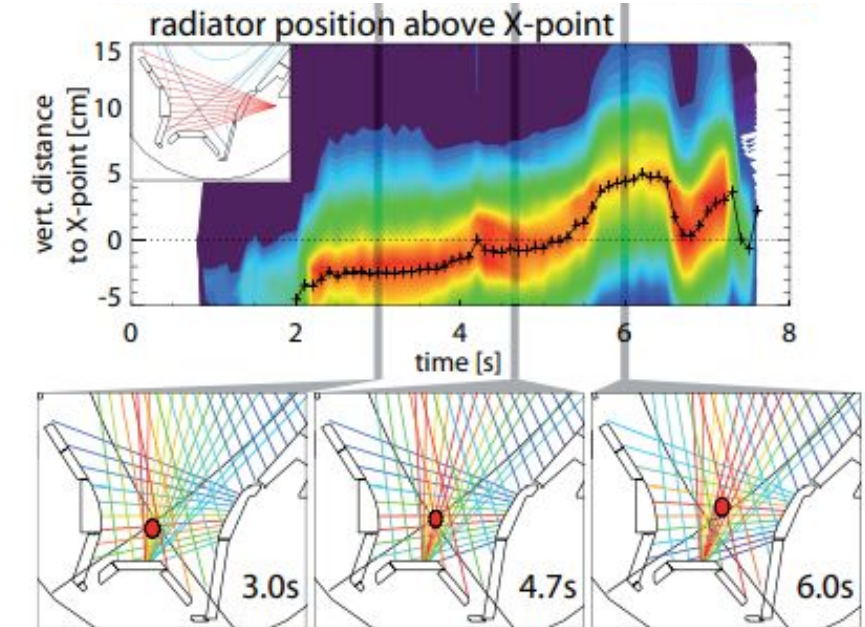 radiator position above X-point
vert. distance
to X-point [cm]
15
10
5
0
-5
0
2
4
6
8
time [s]
3.0s
4.7s
6.0s